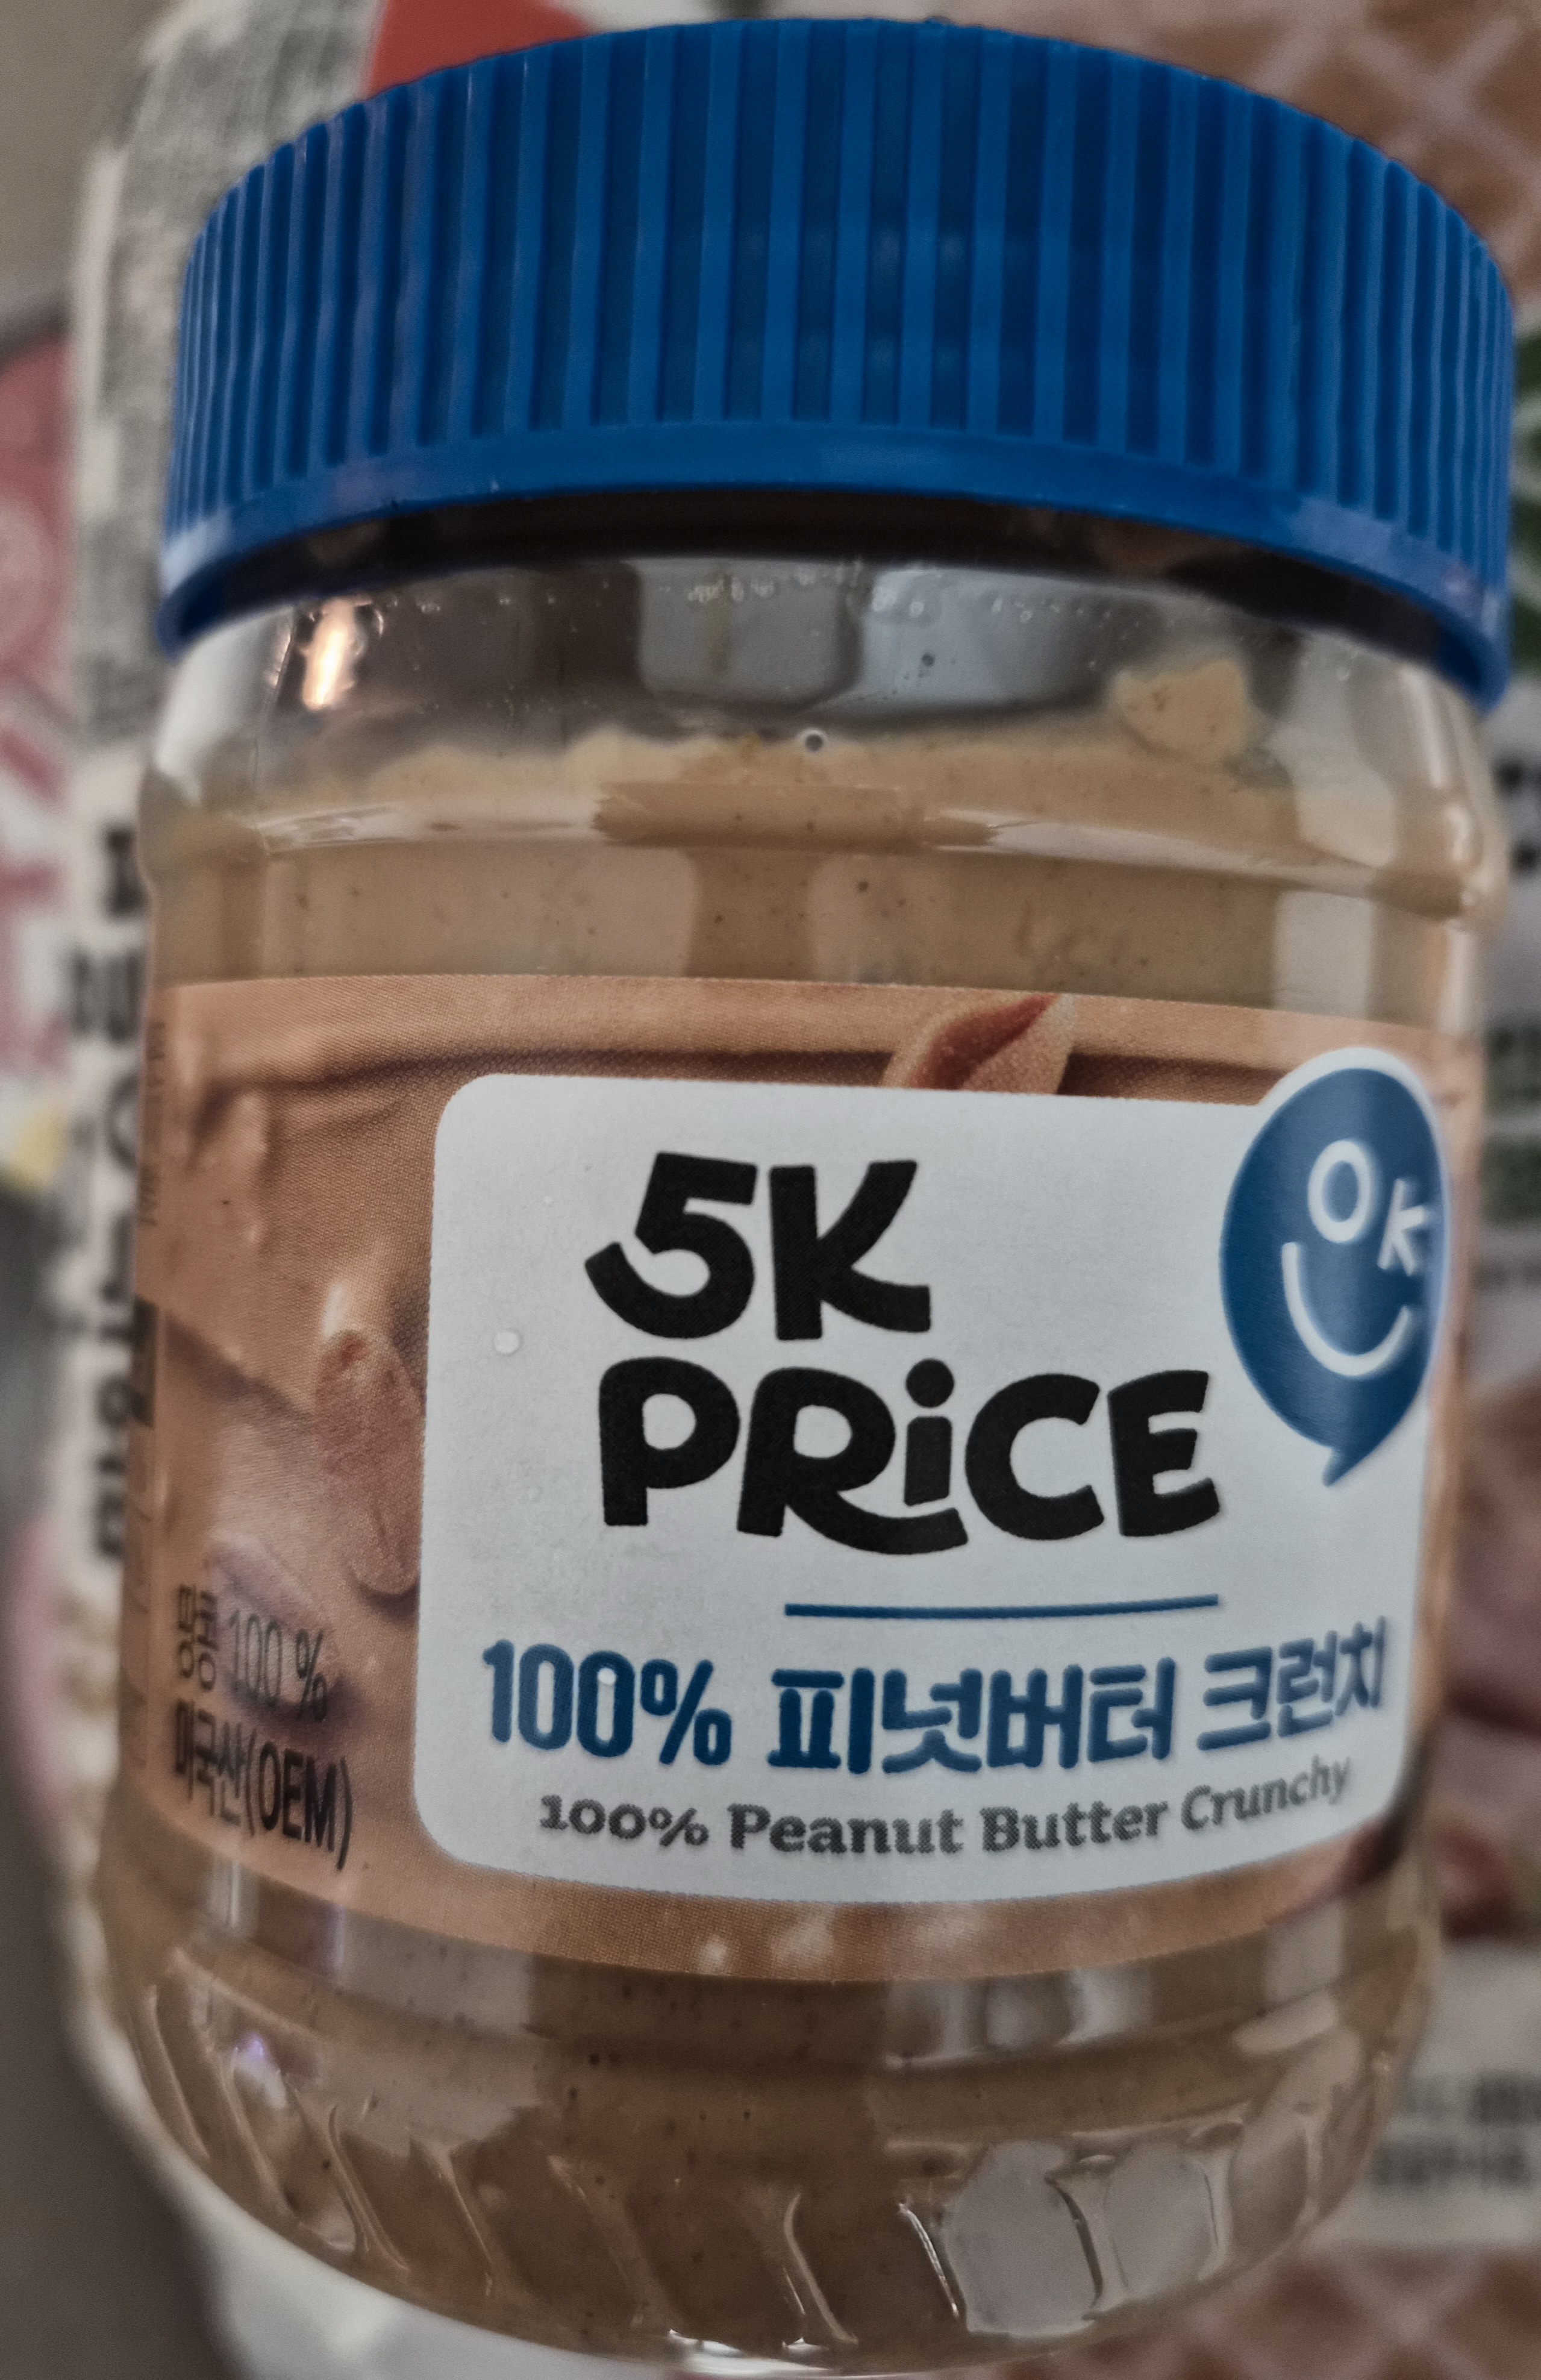 5K
PRiCE
OK
100% 피넛버터 크런치
100% Peanut Butter Crunchy
땅콩 100%
미국산(OEM)